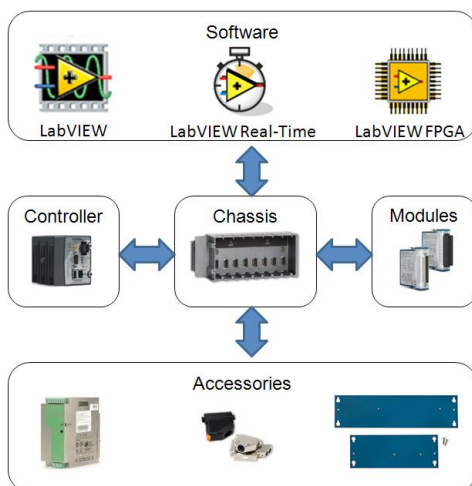 Software
LabVIEW
LabVIEW Real-Time
LabVIEW FPGA
Controller
Chassis
Modules
Accessories